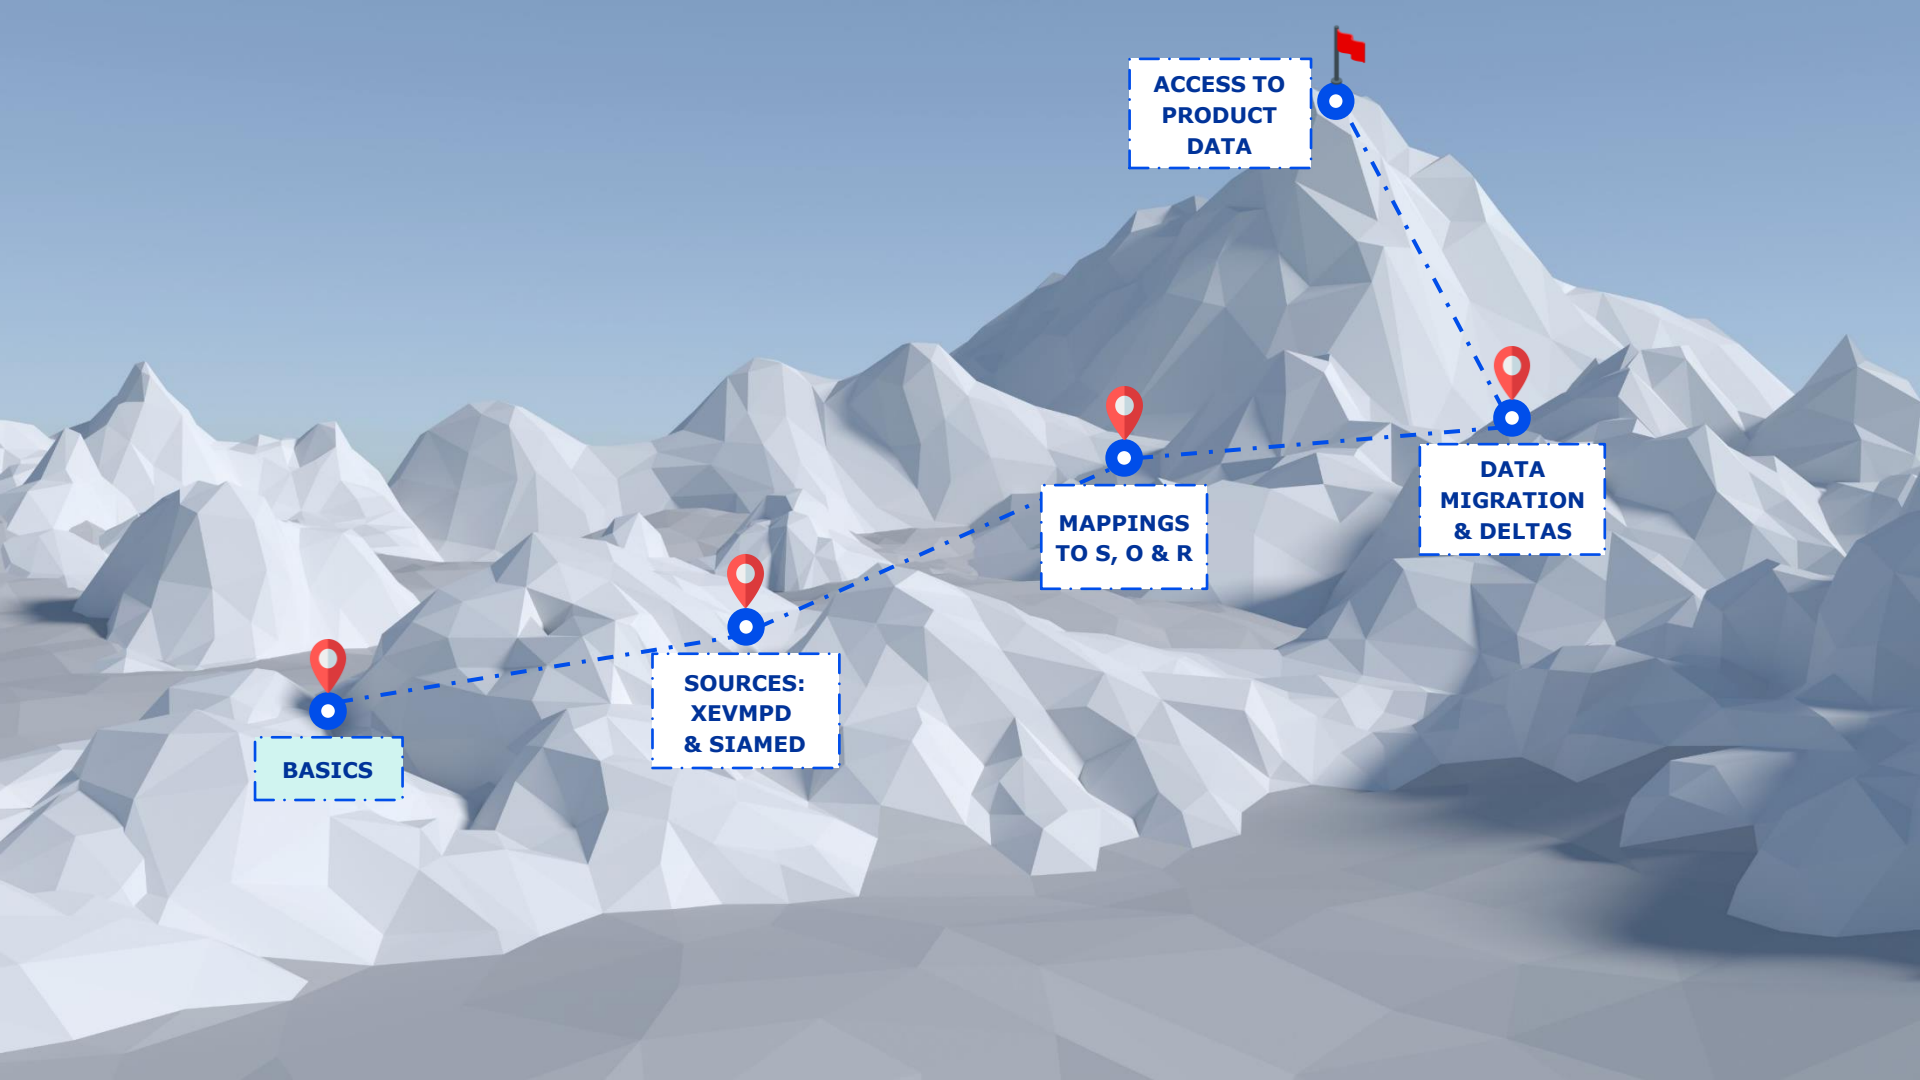 ACCESS TO
PRODUCT
DATA
DATA
MIGRATION
& DELTAS
MAPPINGS
TO S, O & R
SOURCES:
XEVMPD
& SIAMED
BASICS